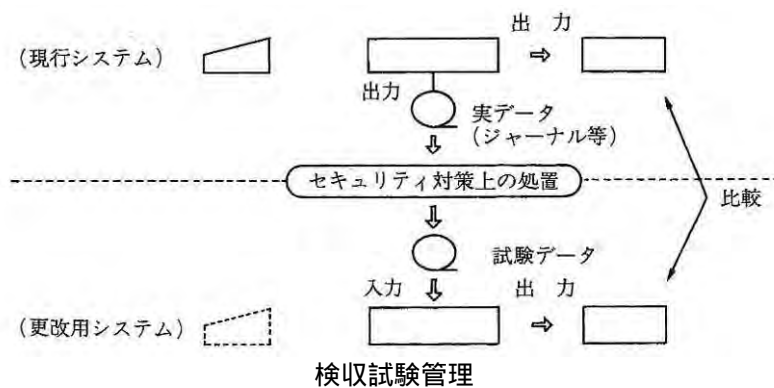 出 力
(現行システム)
出力
実データ
(ジャーナル等)
セキュリティ対策上の処置
比較
試験データ
入力
出 力
(更改用システム)
検収試験管理